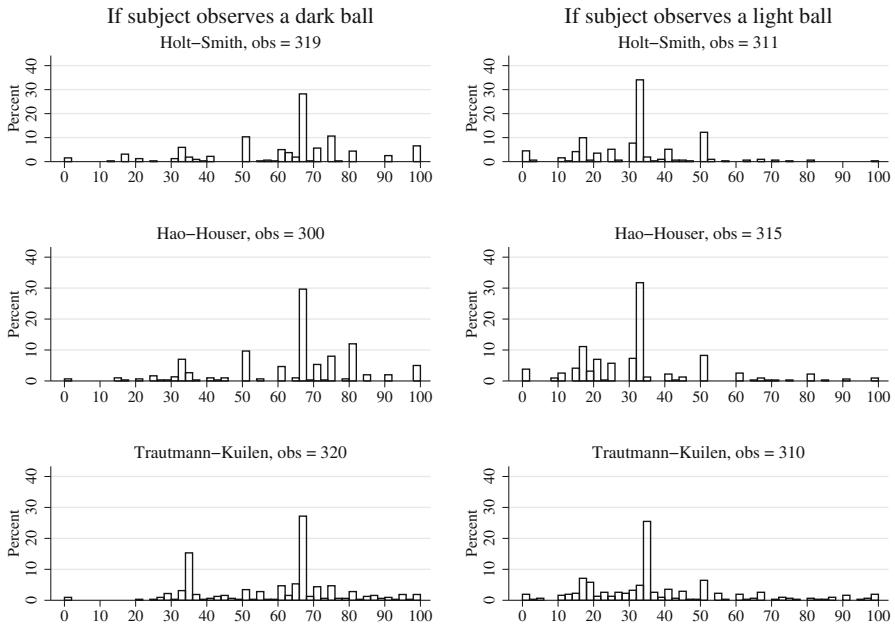 If subject observes a dark ball
If subject observes a light ball
Holt−Smith, obs = 319
Holt−Smith, obs = 311
Percent
0 10 20 30 40
0 10 20 30 40 50 60 70 80 90 100
Percent
0 10 20 30 40
0 10 20 30 40 50 60 70 80 90 100
Hao−Houser, obs = 300
Hao−Houser, obs = 315
Percent
0 10 20 30 40
0 10 20 30 40 50 60 70 80 90 100
Percent
0 10 20 30 40
0 10 20 30 40 50 60 70 80 90 100
Trautmann−Kuilen, obs = 320
Trautmann−Kuilen, obs = 310
Percent
0 10 20 30 40
0 10 20 30 40 50 60 70 80 90 100
Percent
0 10 20 30 40
0 10 20 30 40 50 60 70 80 90 100